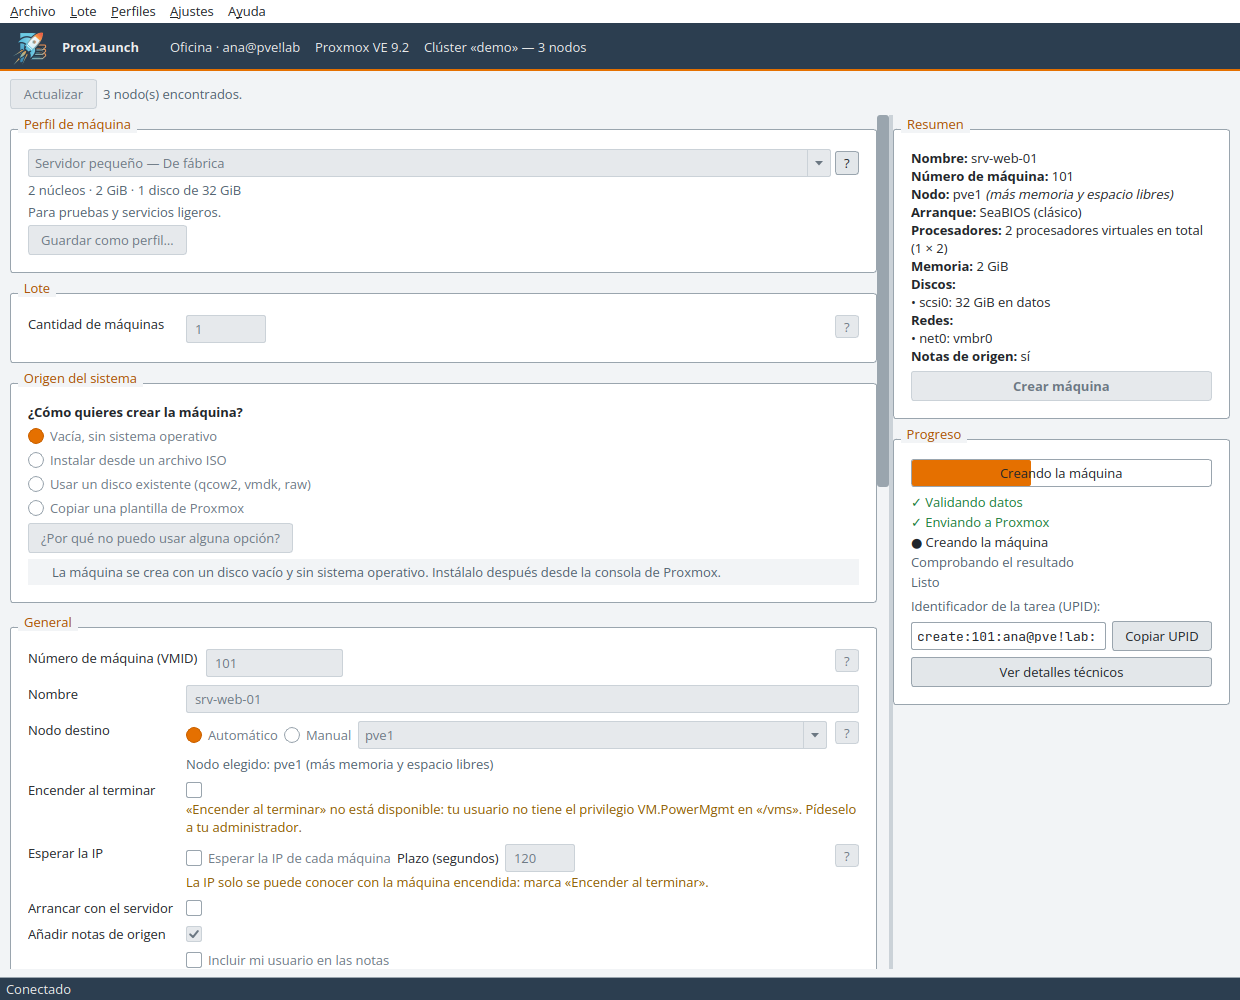 Archivo Lote Perfiles Ajustes Ayuda
ProxLaunch Oficina · ana@pve!lab Proxmox VE 9.2 Clúster «demo» — 3 nodos
Actualizar 3 nodo(s) encontrados.
Perfil de máquina
Servidor pequeño — De fábrica ?
2 núcleos · 2 GiB · 1 disco de 32 GiB
Para pruebas y servicios ligeros.
Guardar como perfil...
Lote
Cantidad de máquinas 1 ?
Origen del sistema
¿Cómo quieres crear la máquina?
Vacía, sin sistema operativo
Instalar desde un archivo ISO
Usar un disco existente (qcow2, vmdk, raw)
Copiar una plantilla de Proxmox
¿Por qué no puedo usar alguna opción?
La máquina se crea con un disco vacío y sin sistema operativo. Instálalo después desde la consola de Proxmox.
General
Número de máquina (VMID) 101 ?
Nombre srv-web-01
Nodo destino Automático Manual pve1 ?
Nodo elegido: pve1 (más memoria y espacio libres)
Encender al terminar
«Encender al terminar» no está disponible: tu usuario no tiene el privilegio VM.PowerMgmt en «/vms». Pídeselo
a tu administrador.
Esperar la IP Esperar la IP de cada máquina Plazo (segundos) 120 ?
La IP solo se puede conocer con la máquina encendida: marca «Encender al terminar».
Arrancar con el servidor
Añadir notas de origen
Incluir mi usuario en las notas
Resumen
Nombre: srv-web-01
Número de máquina: 101
Nodo: pve1 (más memoria y espacio libres)
Arranque: SeaBIOS (clásico)
Procesadores: 2 procesadores virtuales en total
(1 × 2)
Memoria: 2 GiB
Discos:
• scsi0: 32 GiB en datos
Redes:
• net0: vmbr0
Notas de origen: sí
Crear máquina
Progreso
Creando la máquina
✓ Validando datos
✓ Enviando a Proxmox
● Creando la máquina
Comprobando el resultado
Listo
Identificador de la tarea (UPID):
create:101:ana@pve!lab: Copiar UPID
Ver detalles técnicos
Conectado